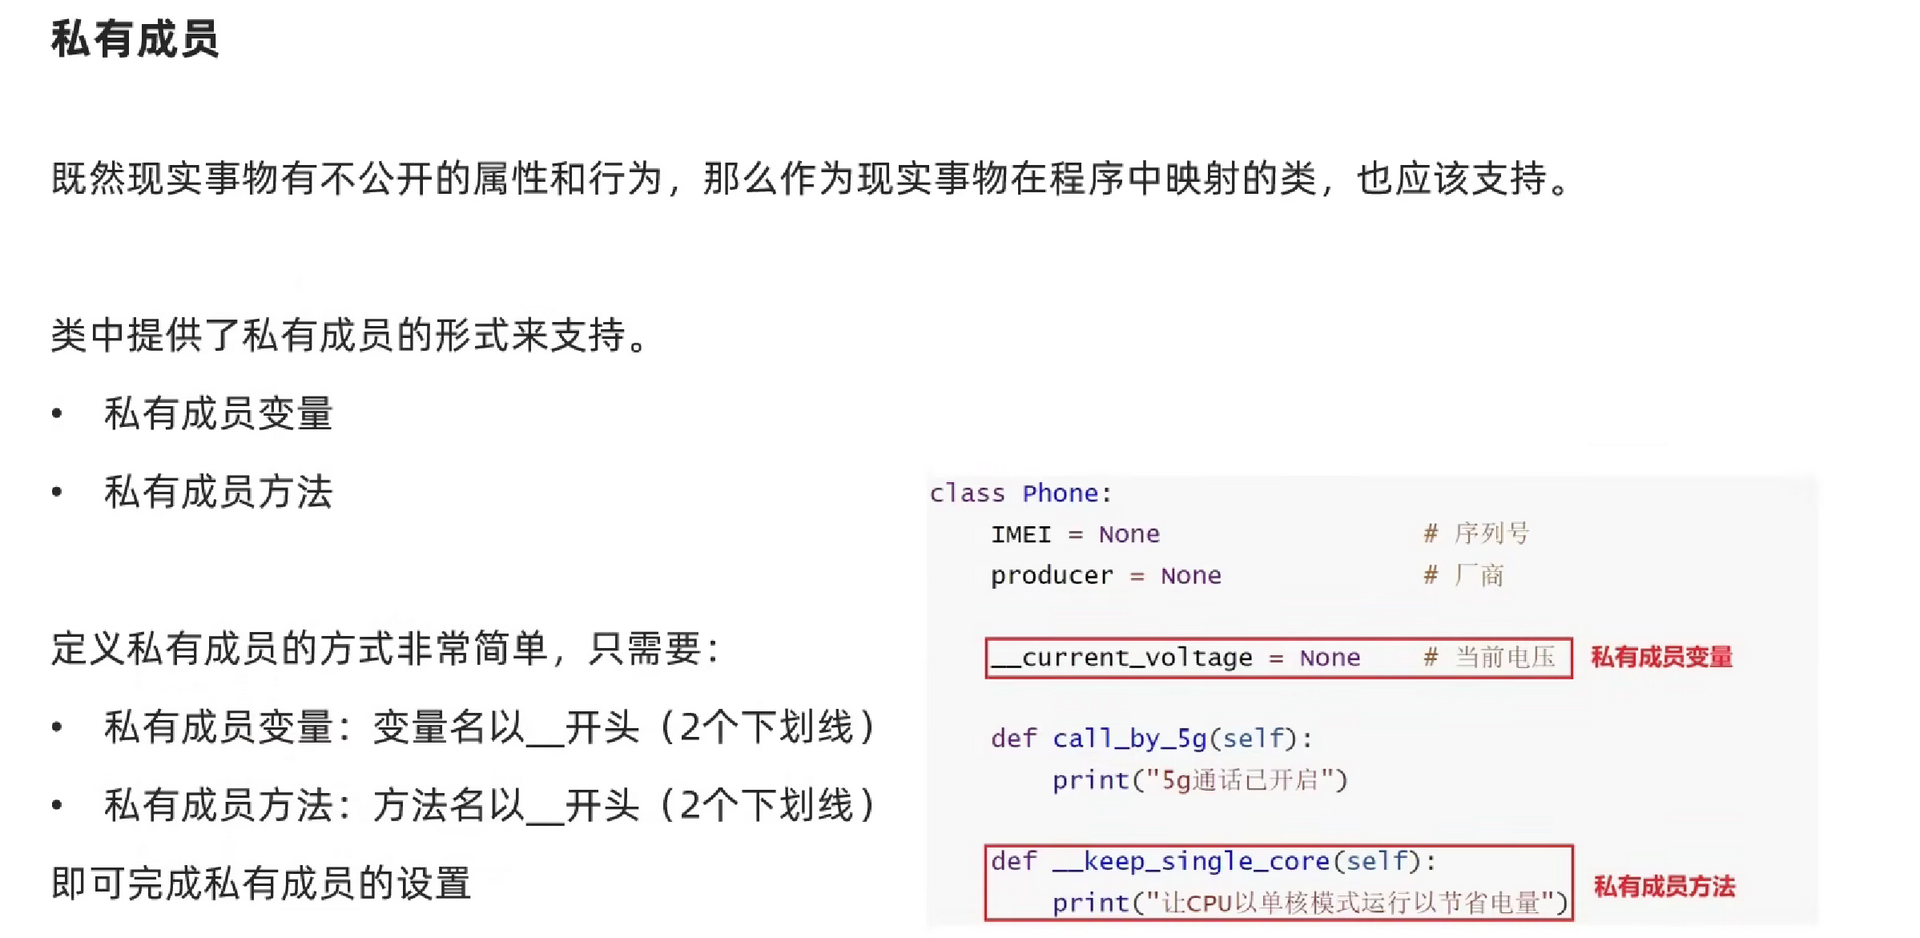 私有成员
既然现实事物有不公开的属性和行为，那么作为现实事物在程序中映射的类，也应该支持。
类中提供了私有成员的形式来支持。
• 私有成员变量
• 私有成员方法
定义私有成员的方式非常简单，只需要：
• 私有成员变量：变量名以__开头（2个下划线）
• 私有成员方法：方法名以__开头（2个下划线）
即可完成私有成员的设置
class Phone:
    IMEI = None                 # 序列号
    producer = None             # 厂商
    __current_voltage = None    # 当前电压
私有成员变量
    def call_by_5g(self):
        print("5g通话已开启")
    def __keep_single_core(self):
        print("让CPU以单核模式运行以节省电量")
私有成员方法